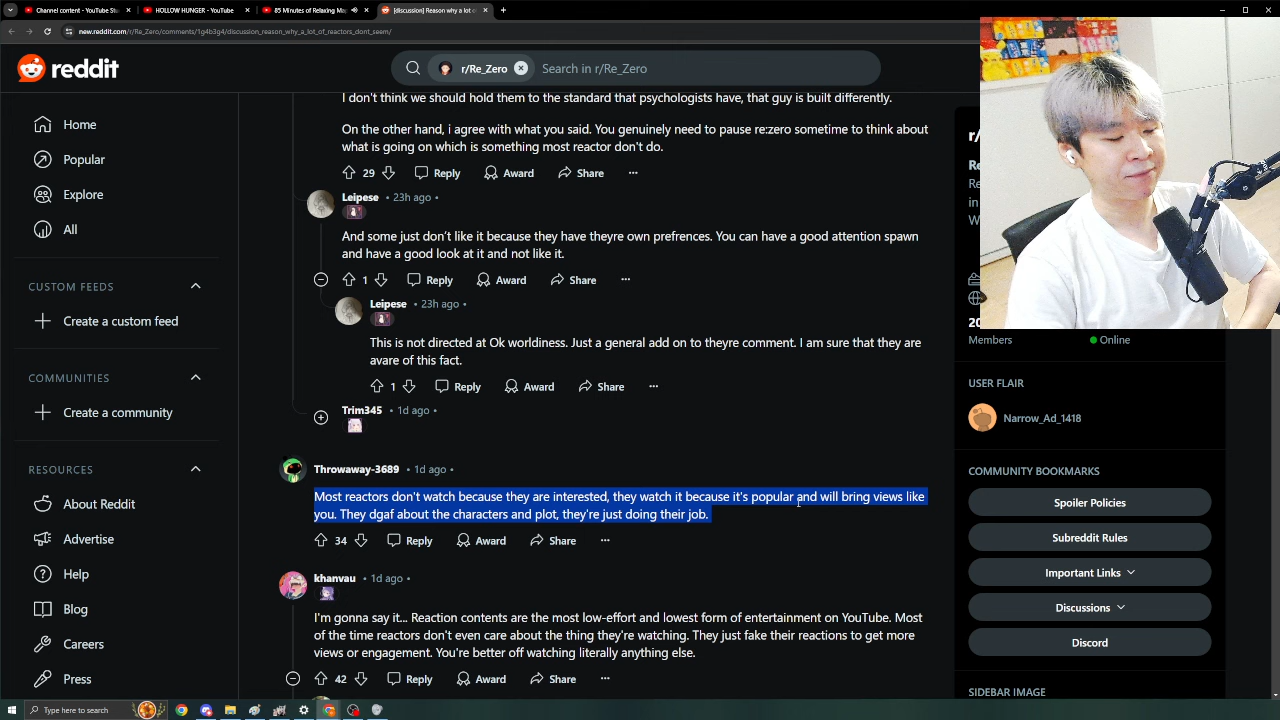 Channel content - YouTube Stu
HOLLOW HUNGER - YouTube
85 Minutes of Relaxing Ma
[discussion] Reason why a lot o
new.reddit.com/r/Re_Zero/comments/1g4b3g4/discussion_reason_why_a_lot_of_reactors_dont_seem/
reddit
r/Re_Zero
Search in r/Re_Zero
Home
Popular
Explore
All
CUSTOM FEEDS
Create a custom feed
COMMUNITIES
Create a community
RESOURCES
About Reddit
Advertise
Help
Blog
Careers
Press
I don't think we should hold them to the standard that psychologists have, that guy is built differently.
On the other hand, i agree with what you said. You genuinely need to pause re:zero sometime to think about
what is going on which is something most reactor don't do.
29 Reply Award Share
Leipese • 23h ago •
And some just don't like it because they have theyre own prefrences. You can have a good attention spawn
and have a good look at it and not like it.
1 Reply Award Share
Leipese • 23h ago •
This is not directed at Ok worldiness. Just a general add on to theyre comment. I am sure that they are
avare of this fact.
1 Reply Award Share
Trim345 • 1d ago •
Throwaway-3689 • 1d ago •
Most reactors don't watch because they are interested, they watch it because it's popular and will bring views like
you. They dgaf about the characters and plot, they're just doing their job.
34 Reply Award Share
khanvau • 1d ago •
I'm gonna say it... Reaction contents are the most low-effort and lowest form of entertainment on YouTube. Most
of the time reactors don't even care about the thing they're watching. They just fake their reactions to get more
views or engagement. You're better off watching literally anything else.
42 Reply Award Share
Members
Online
USER FLAIR
Narrow_Ad_1418
COMMUNITY BOOKMARKS
Spoiler Policies
Subreddit Rules
Important Links
Discussions
Discord
SIDEBAR IMAGE
Type here to search